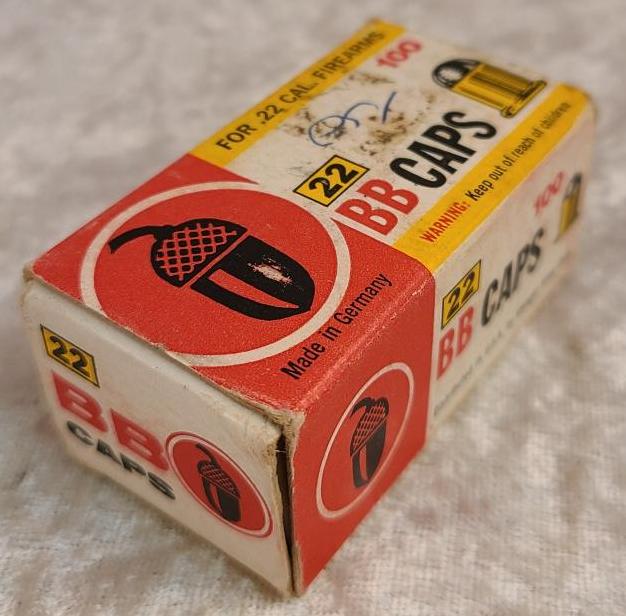 FOR .22 CAL. FIREARMS
100
22
BB CAPS
WARNING: Keep out of reach of children
Made in Germany
22
BB CAPS
100
22
BB
CAPS